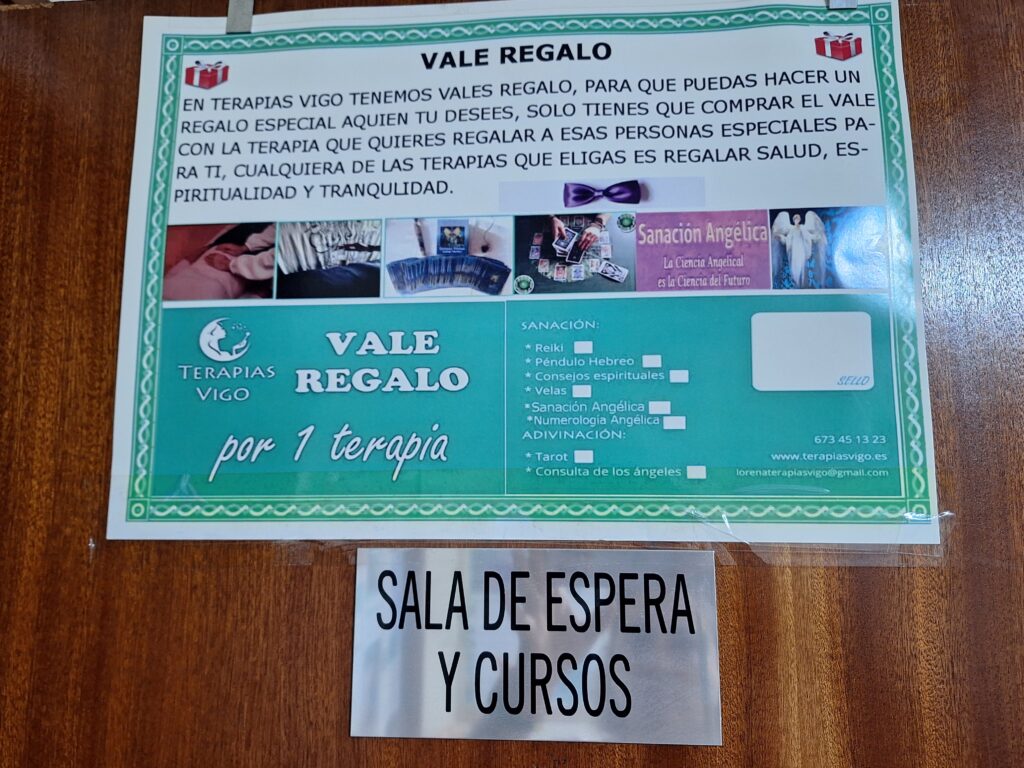 VALE REGALO
EN TERAPIAS VIGO TENEMOS VALES REGALO, PARA QUE PUEDAS HACER UN
REGALO ESPECIAL AQUIEN TU DESEES, SOLO TIENES QUE COMPRAR EL VALE
CON LA TERAPIA QUE QUIERES REGALAR A ESAS PERSONAS ESPECIALES PA-
RA TI, CUALQUIERA DE LAS TERAPIAS QUE ELIGAS ES REGALAR SALUD, ES-
PIRITUALIDAD Y TRANQULIDAD.
Sanación Angélica
La Ciencia Angelical
es la Ciencia del Futuro
TERAPIAS
VIGO
VALE
REGALO
por 1 terapia
SANACIÓN:
* Reiki
* Péndulo Hebreo
* Consejos espirituales
* Velas
*Sanación Angélica
*Numerología Angélica
ADIVINACIÓN:
* Tarot
* Consulta de los ángeles
SELLO
673 45 13 23
www.terapiasvigo.es
lorenaterapiasvigo@gmail.com
SALA DE ESPERA
Y CURSOS